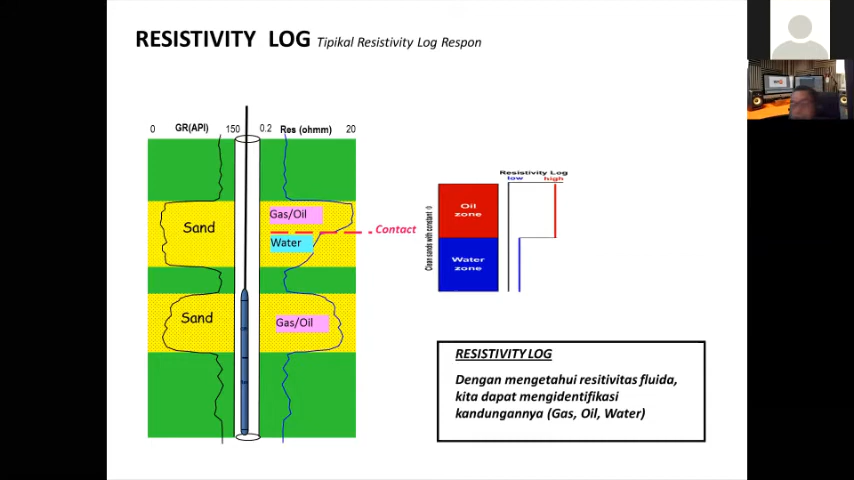 RESISTIVITY LOG Tipikal Resistivity Log Respon
0 GR(API) 150 0.2 Res (ohmm) 20
Sand
Gas/Oil
Water
Contact
Sand
Gas/Oil
Resistivity Log
low high
Oil
zone
Water
zone
RESISTIVITY LOG
Dengan mengetahui resitivitas fluida,
kita dapat mengidentifikasi
kandungannya (Gas, Oil, Water)